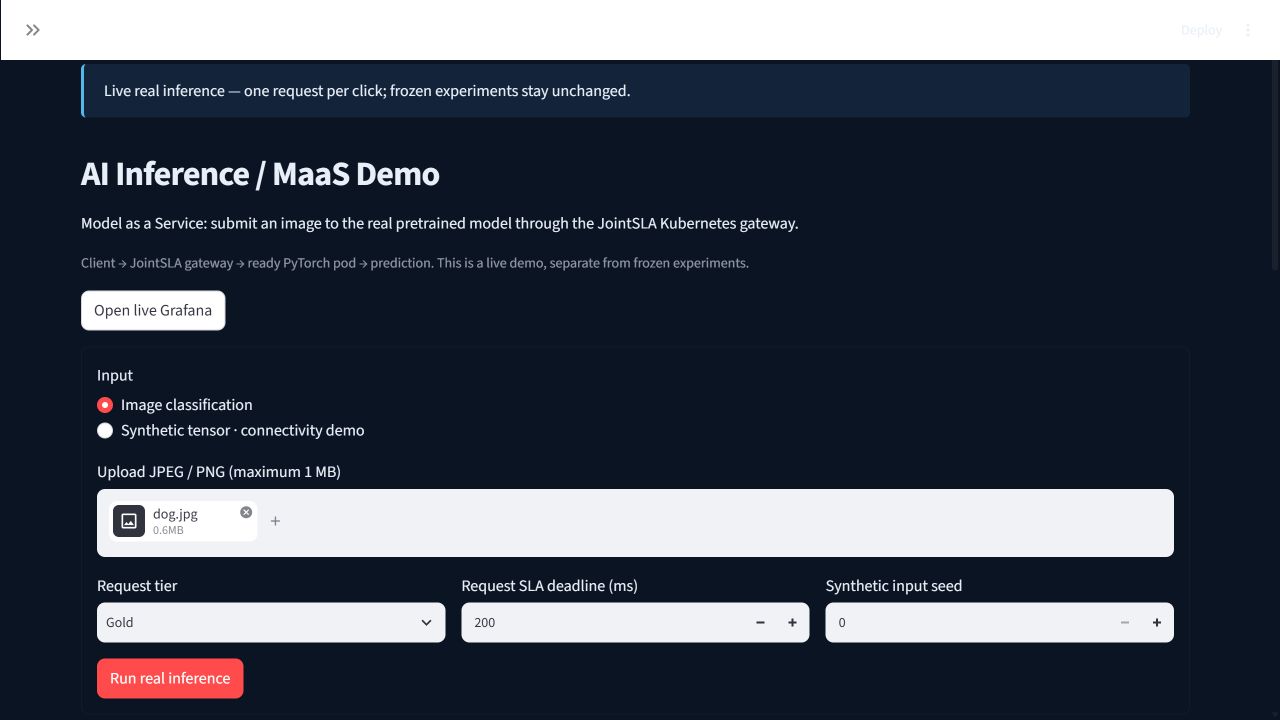 Deploy
Live real inference — one request per click; frozen experiments stay unchanged.
AI Inference / MaaS Demo
Model as a Service: submit an image to the real pretrained model through the JointSLA Kubernetes gateway.
Client → JointSLA gateway → ready PyTorch pod → prediction. This is a live demo, separate from frozen experiments.
Open live Grafana
Input
Image classification
Synthetic tensor · connectivity demo
Upload JPEG / PNG (maximum 1 MB)
dog.jpg
0.6MB
Request tier
Request SLA deadline (ms)
Synthetic input seed
Gold
200
0
Run real inference